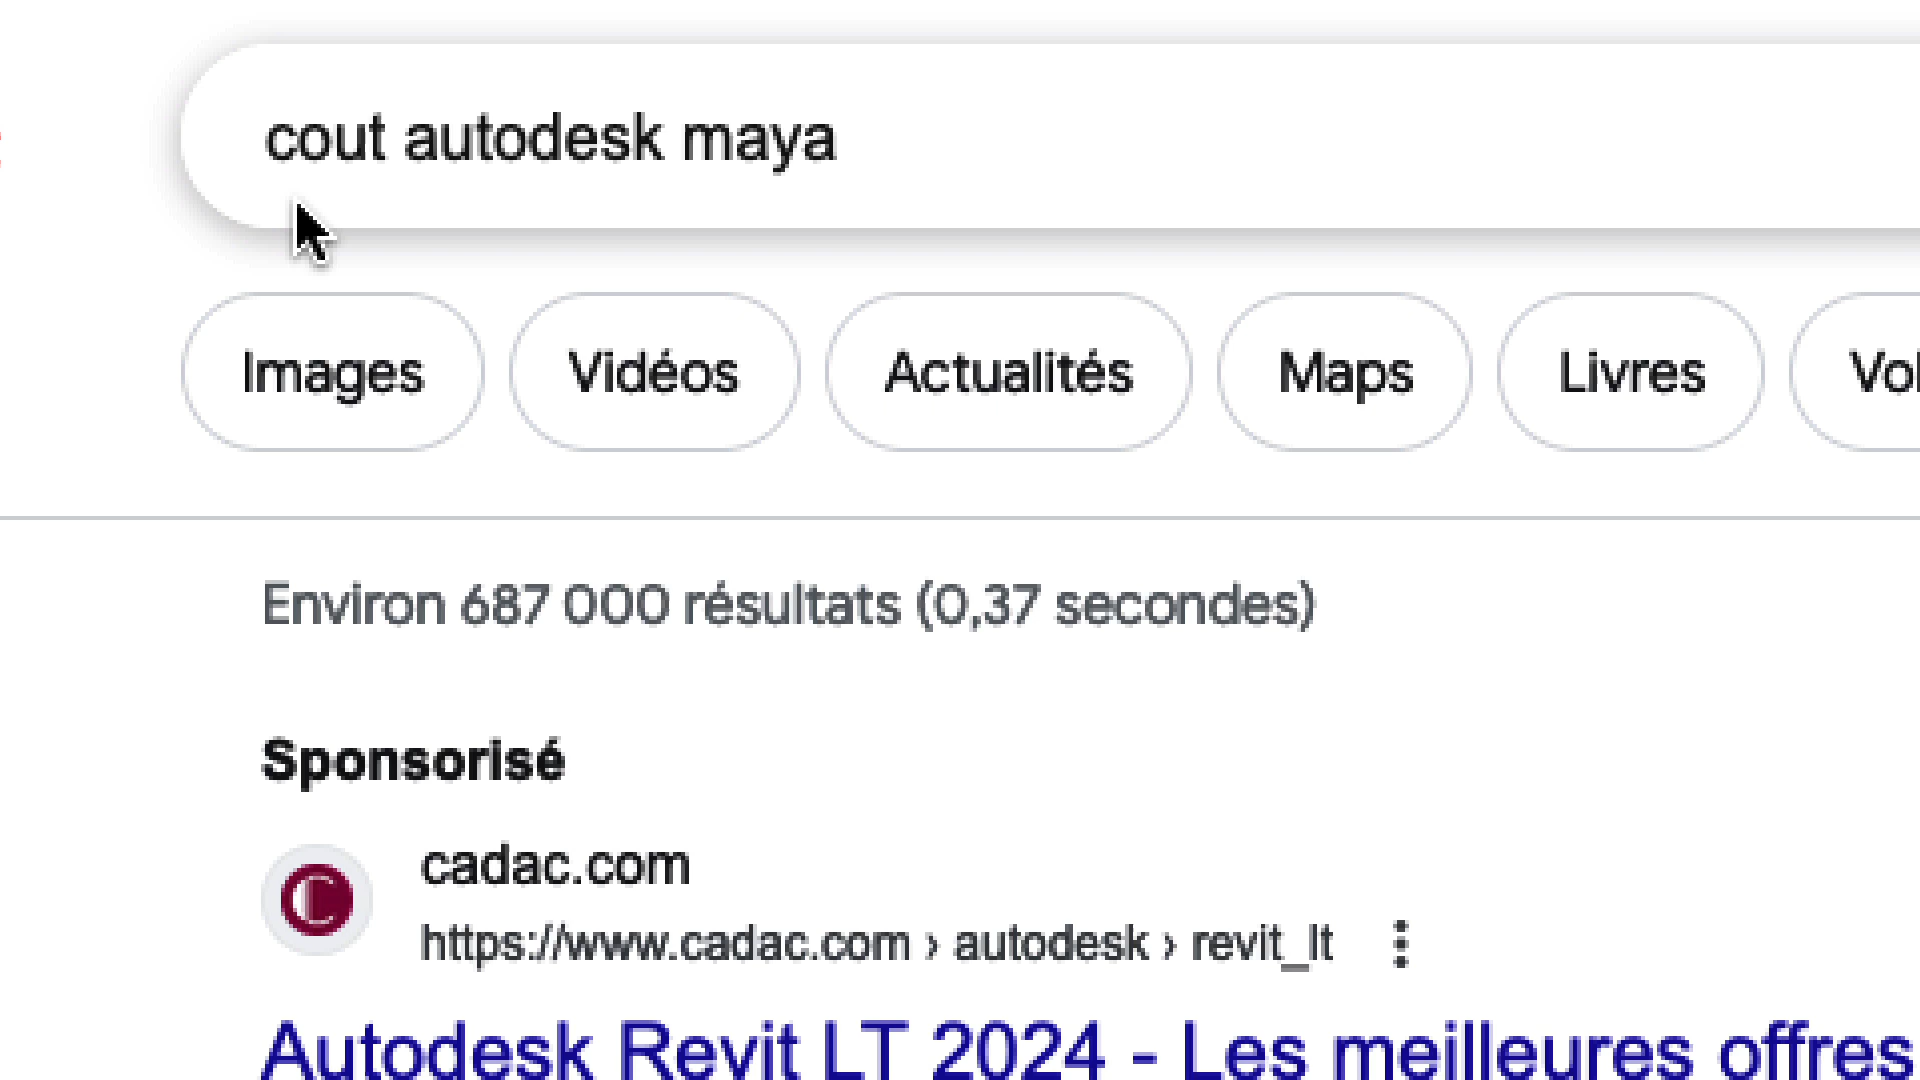 cout autodesk maya
Images Vidéos Actualités Maps Livres Vol
Environ 687 000 résultats (0,37 secondes)
Sponsorisé
cadac.com
https://www.cadac.com › autodesk › revit_lt
Autodesk Revit LT 2024 - Les meilleures offres